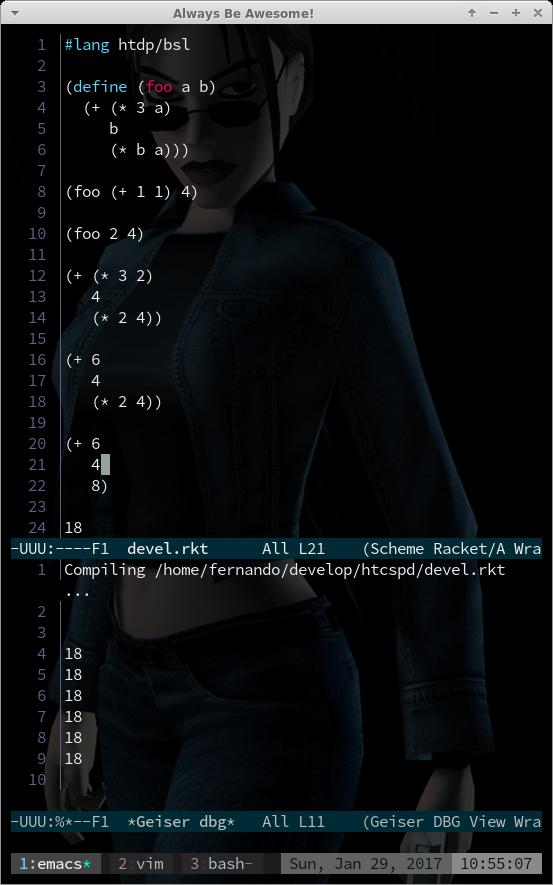 Always Be Awesome!
1 #lang htdp/bsl
2
3 (define (foo a b)
4 (+ (* 3 a)
5 b
6 (* b a)))
7
8 (foo (+ 1 1) 4)
9
10 (foo 2 4)
11
12 (+ (* 3 2)
13 4
14 (* 2 4))
15
16 (+ 6
17 4
18 (* 2 4))
19
20 (+ 6
21 4
22 8)
23
24 18
-UUU:----F1 devel.rkt All L21 (Scheme Racket/A Wra
1 Compiling /home/fernando/develop/htcspd/devel.rkt
...
2
3
4 18
5 18
6 18
7 18
8 18
9 18
10
-UUU:%*--F1 *Geiser dbg* All L11 (Geiser DBG View Wra
1:emacs* 2:vim 3:bash- Sun, Jan 29, 2017 10:55:07